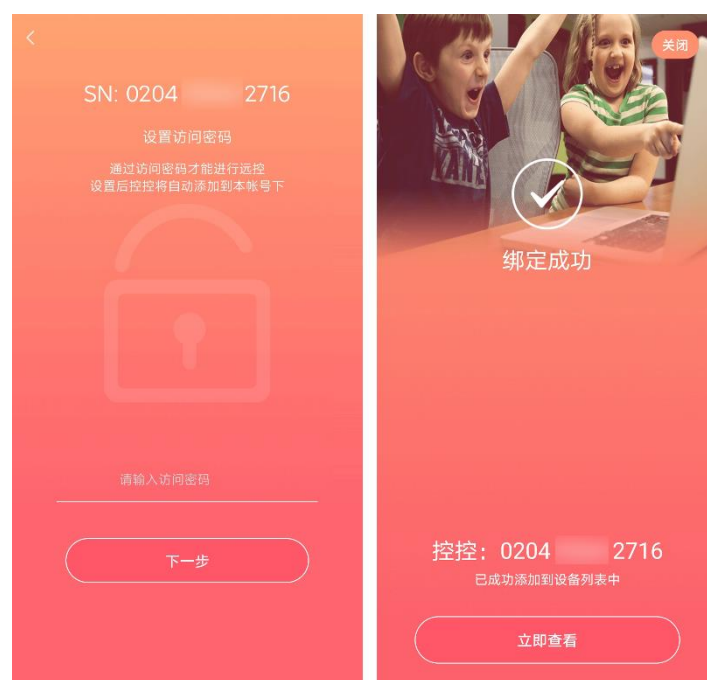 SN: 0204 2716
设置访问密码
通过访问密码才能进行远控
设置后控控将自动添加到本帐号下
请输入访问密码
下一步
关闭
绑定成功
控控：0204 2716
已成功添加到设备列表中
立即查看